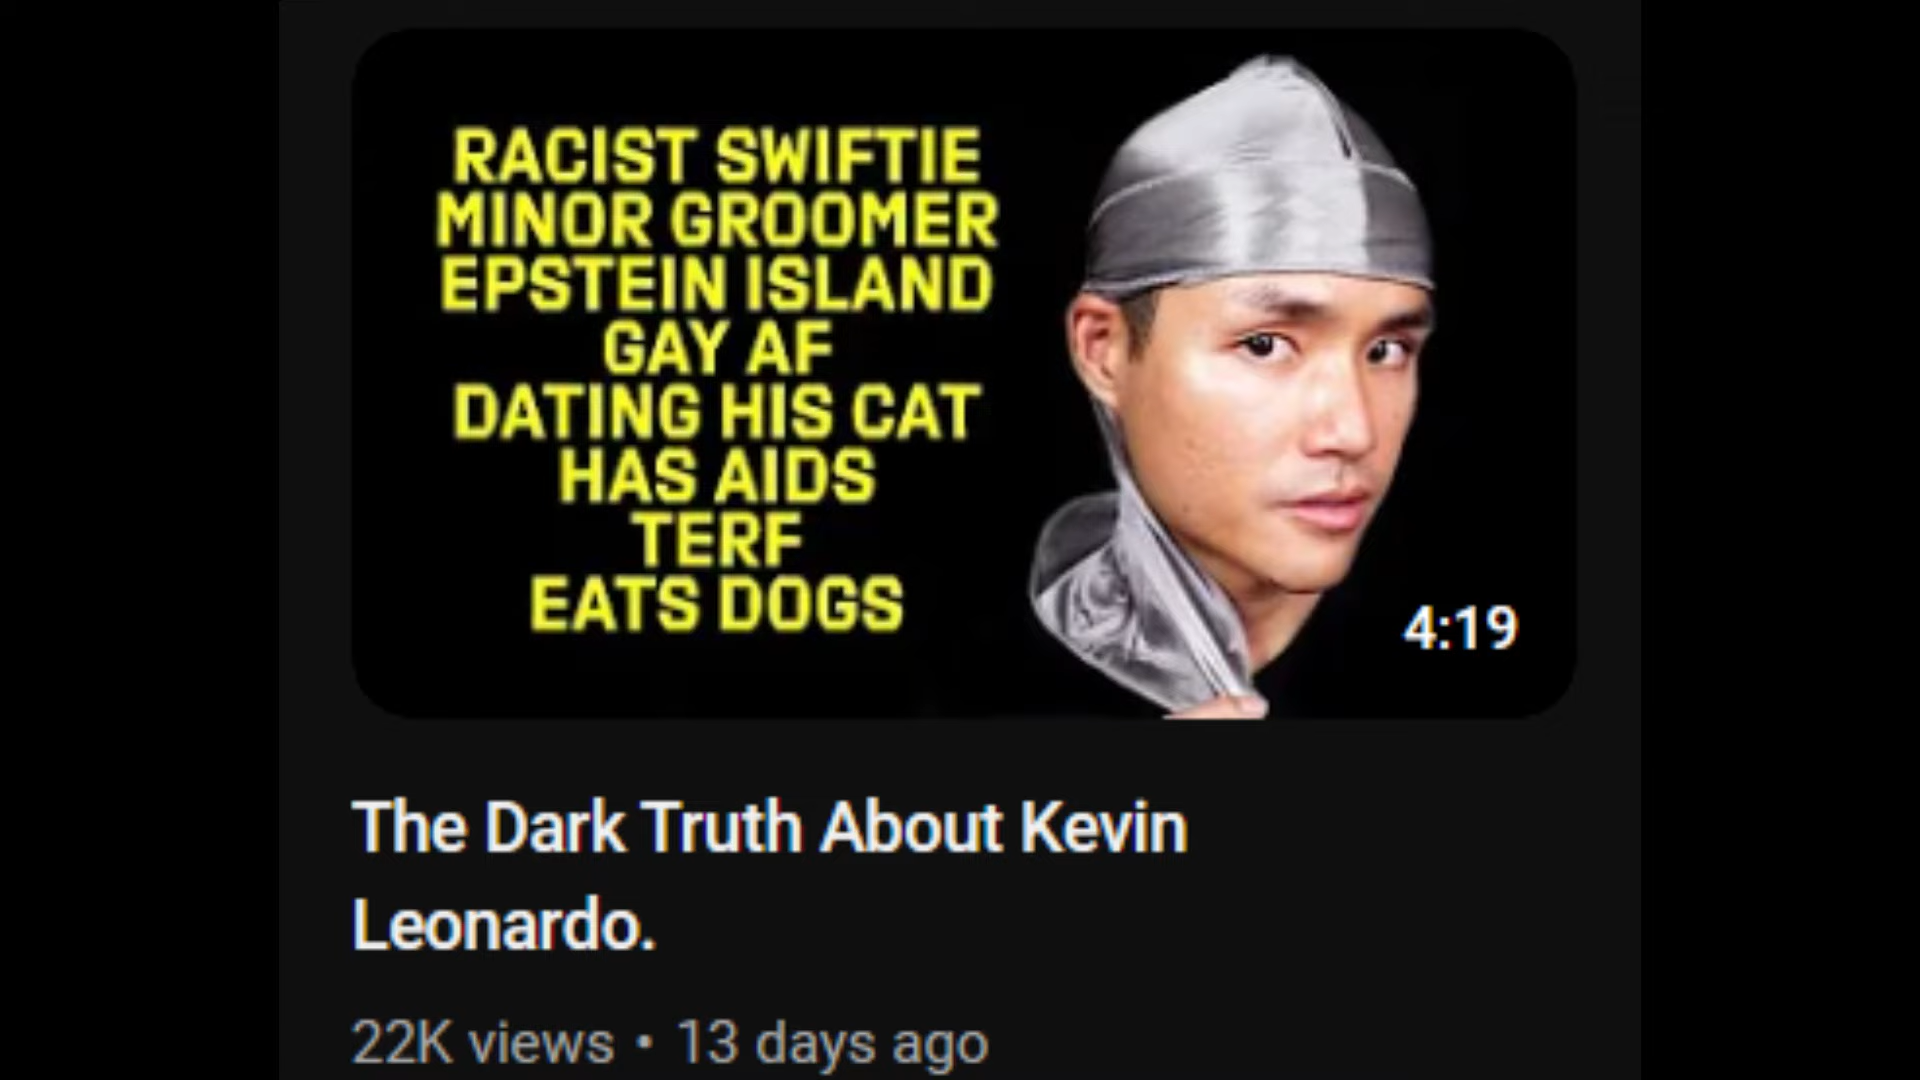 RACIST SWIFTIE
MINOR GROOMER
EPSTEIN ISLAND
GAY AF
DATING HIS CAT
HAS AIDS
TERF
EATS DOGS
4:19
The Dark Truth About Kevin
Leonardo.
22K views • 13 days ago